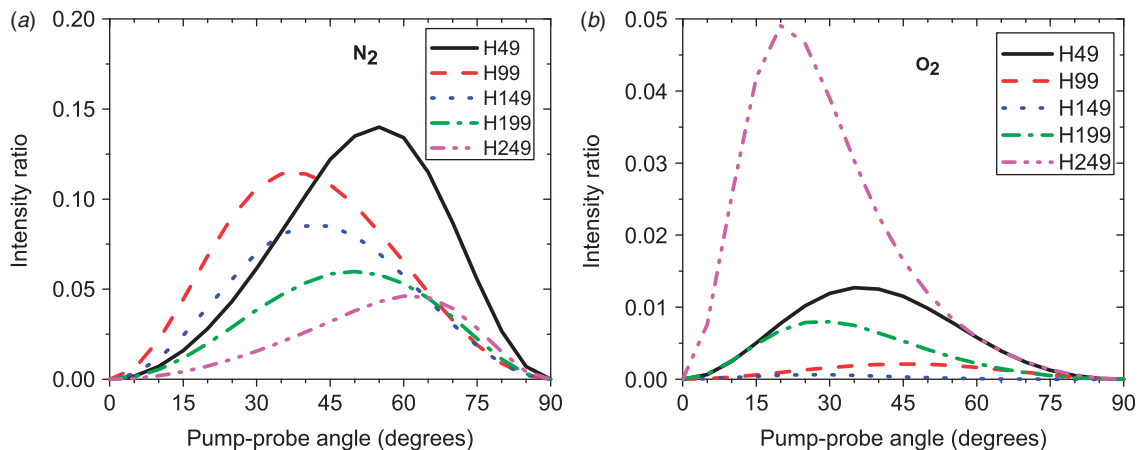 (a)
N2
H49
H99
H149
H199
H249
0.20
0.15
0.10
0.05
0.00
Intensity ratio
0 15 30 45 60 75 90
Pump-probe angle (degrees)
(b)
O2
H49
H99
H149
H199
H249
0.05
0.04
0.03
0.02
0.01
0.00
Intensity ratio
0 15 30 45 60 75 90
Pump-probe angle (degrees)